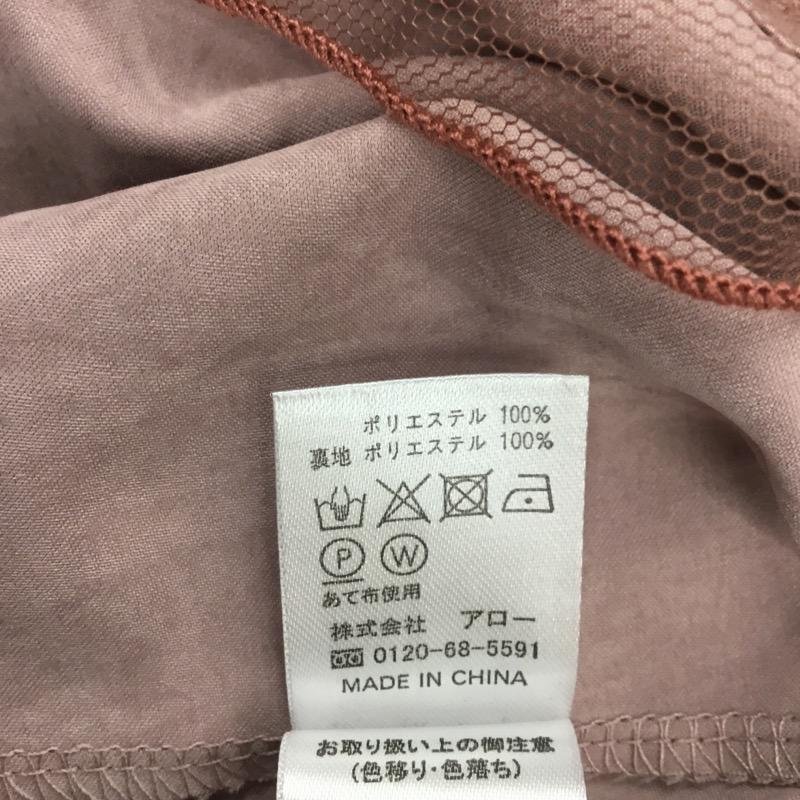 ポリエステル 100%
裏地 ポリエステル 100%
P W
あて布使用
株式会社 アロー
0120-68-5591
MADE IN CHINA
お取り扱い上の御注意
(色移り・色落ち)